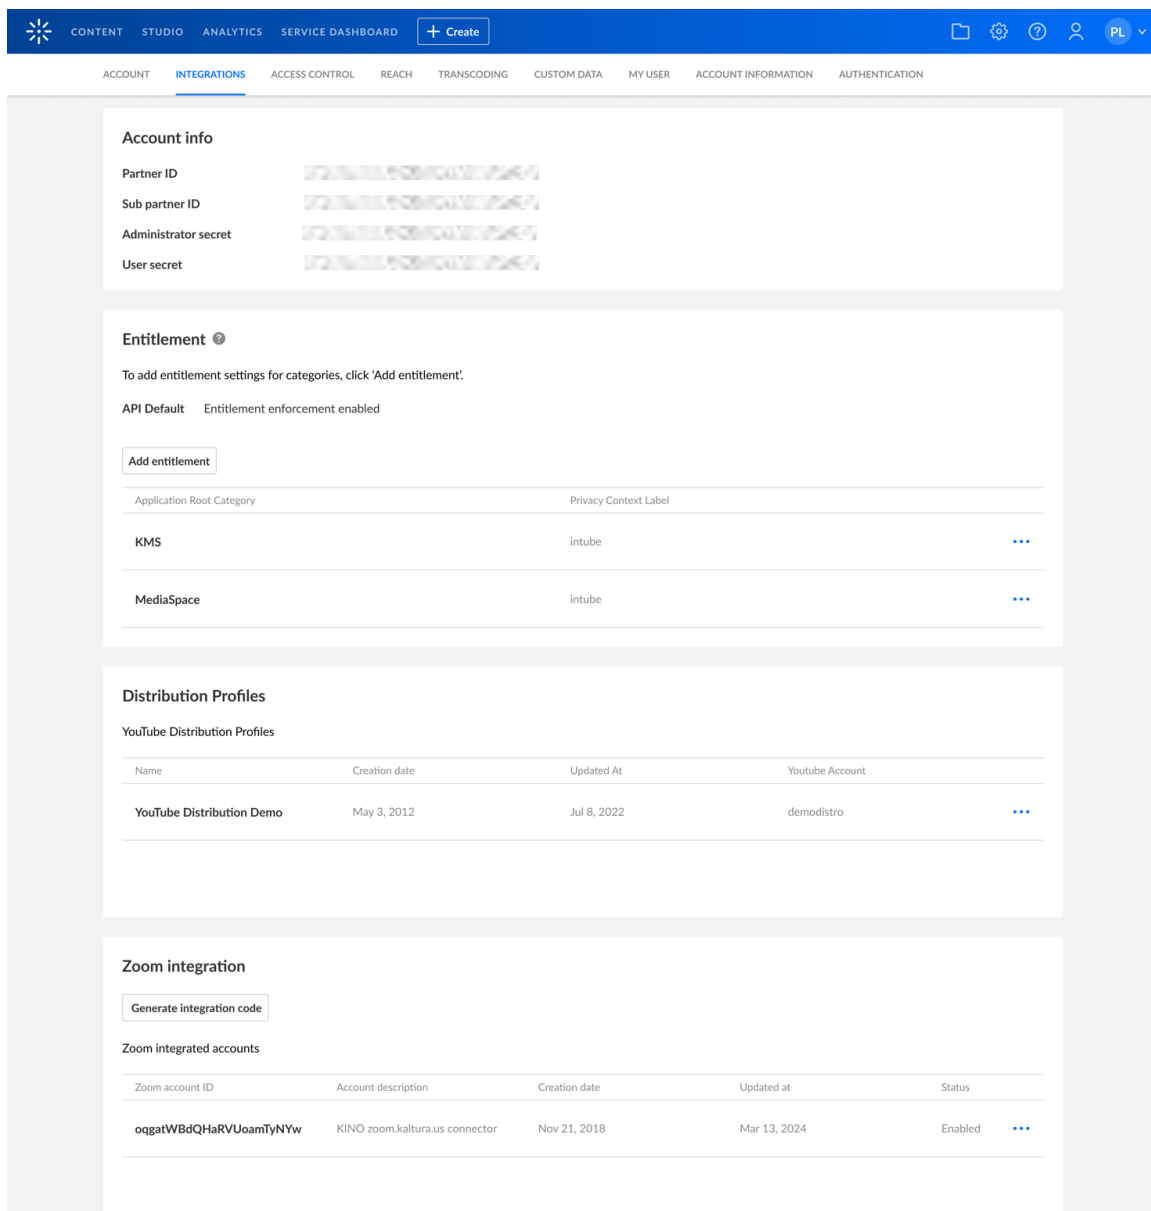 CONTENT STUDIO ANALYTICS SERVICE DASHBOARD + Create PL
ACCOUNT INTEGRATIONS ACCESS CONTROL REACH TRANSCODING CUSTOM DATA MY USER ACCOUNT INFORMATION AUTHENTICATION
Account info
Partner ID
Sub partner ID
Administrator secret
User secret
Entitlement ?
To add entitlement settings for categories, click ‘Add entitlement’.
API Default Entitlement enforcement enabled
Add entitlement
Application Root Category Privacy Context Label
KMS intube
MediaSpace intube
Distribution Profiles
YouTube Distribution Profiles
Name Creation date Updated At Youtube Account
YouTube Distribution Demo May 3, 2012 Jul 8, 2022 demodistro
Zoom integration
Generate integration code
Zoom integrated accounts
Zoom account ID Account description Creation date Updated at Status
oqgatWBdQHaRVUoamTyNYw KINO zoom.kaltura.us connector Nov 21, 2018 Mar 13, 2024 Enabled